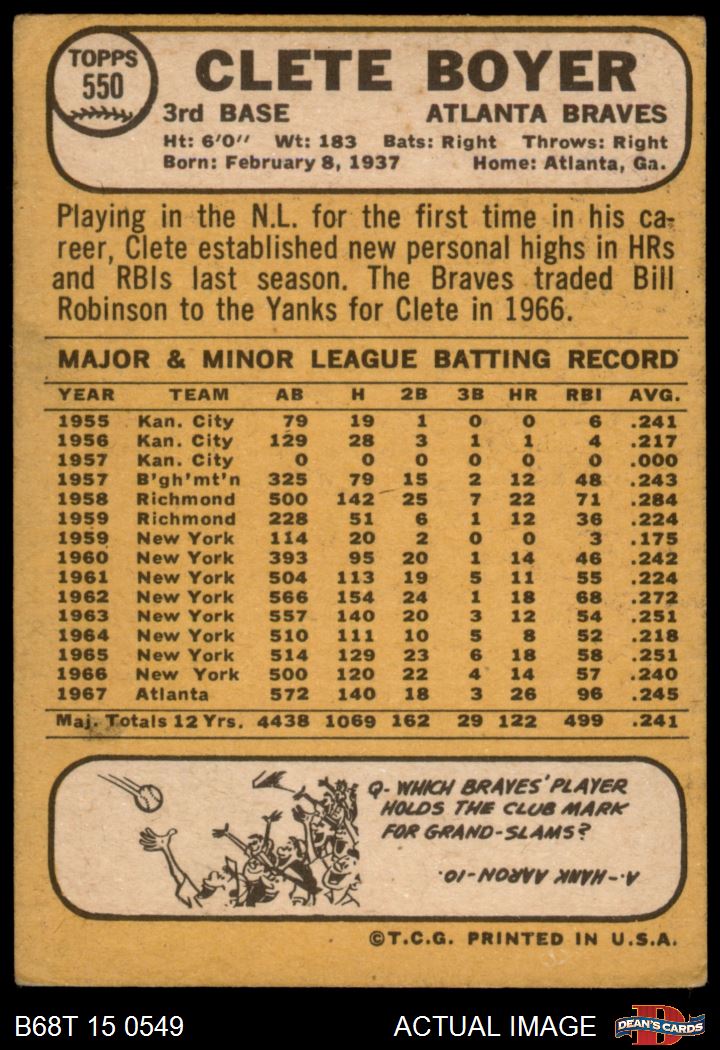 TOPPS
550
CLETE BOYER
3rd BASE ATLANTA BRAVES
Ht: 6'0'' Wt: 183 Bats: Right Throws: Right
Born: February 8, 1937 Home: Atlanta, Ga.
Playing in the N.L. for the first time in his ca-
reer, Clete established new personal highs in HRs
and RBIs last season. The Braves traded Bill
Robinson to the Yanks for Clete in 1966.
MAJOR & MINOR LEAGUE BATTING RECORD
YEAR TEAM AB H 2B 3B HR RBI AVG.
1955 Kan. City 79 19 1 0 0 6 .241
1956 Kan. City 129 28 3 1 1 4 .217
1957 Kan. City 0 0 0 0 0 0 .000
1957 B'gh'mt'n 325 79 15 2 12 48 .243
1958 Richmond 500 142 25 7 22 71 .284
1959 Richmond 228 51 6 1 12 36 .224
1959 New York 114 20 2 0 0 3 .175
1960 New York 393 95 20 1 14 46 .242
1961 New York 504 113 19 5 11 55 .224
1962 New York 566 154 24 1 18 68 .272
1963 New York 557 140 20 3 12 54 .251
1964 New York 510 111 10 5 8 52 .218
1965 New York 514 129 23 6 18 58 .251
1966 New York 500 120 22 4 14 57 .240
1967 Atlanta 572 140 18 3 26 96 .245
Maj. Totals 12 Yrs. 4438 1069 162 29 122 499 .241
Q- WHICH BRAVES' PLAYER
HOLDS THE CLUB MARK
FOR GRAND-SLAMS?
A- HANK AARON-10.
©T.C.G. PRINTED IN U.S.A.
B68T 15 0549 ACTUAL IMAGE
D
DEAN'S CARDS